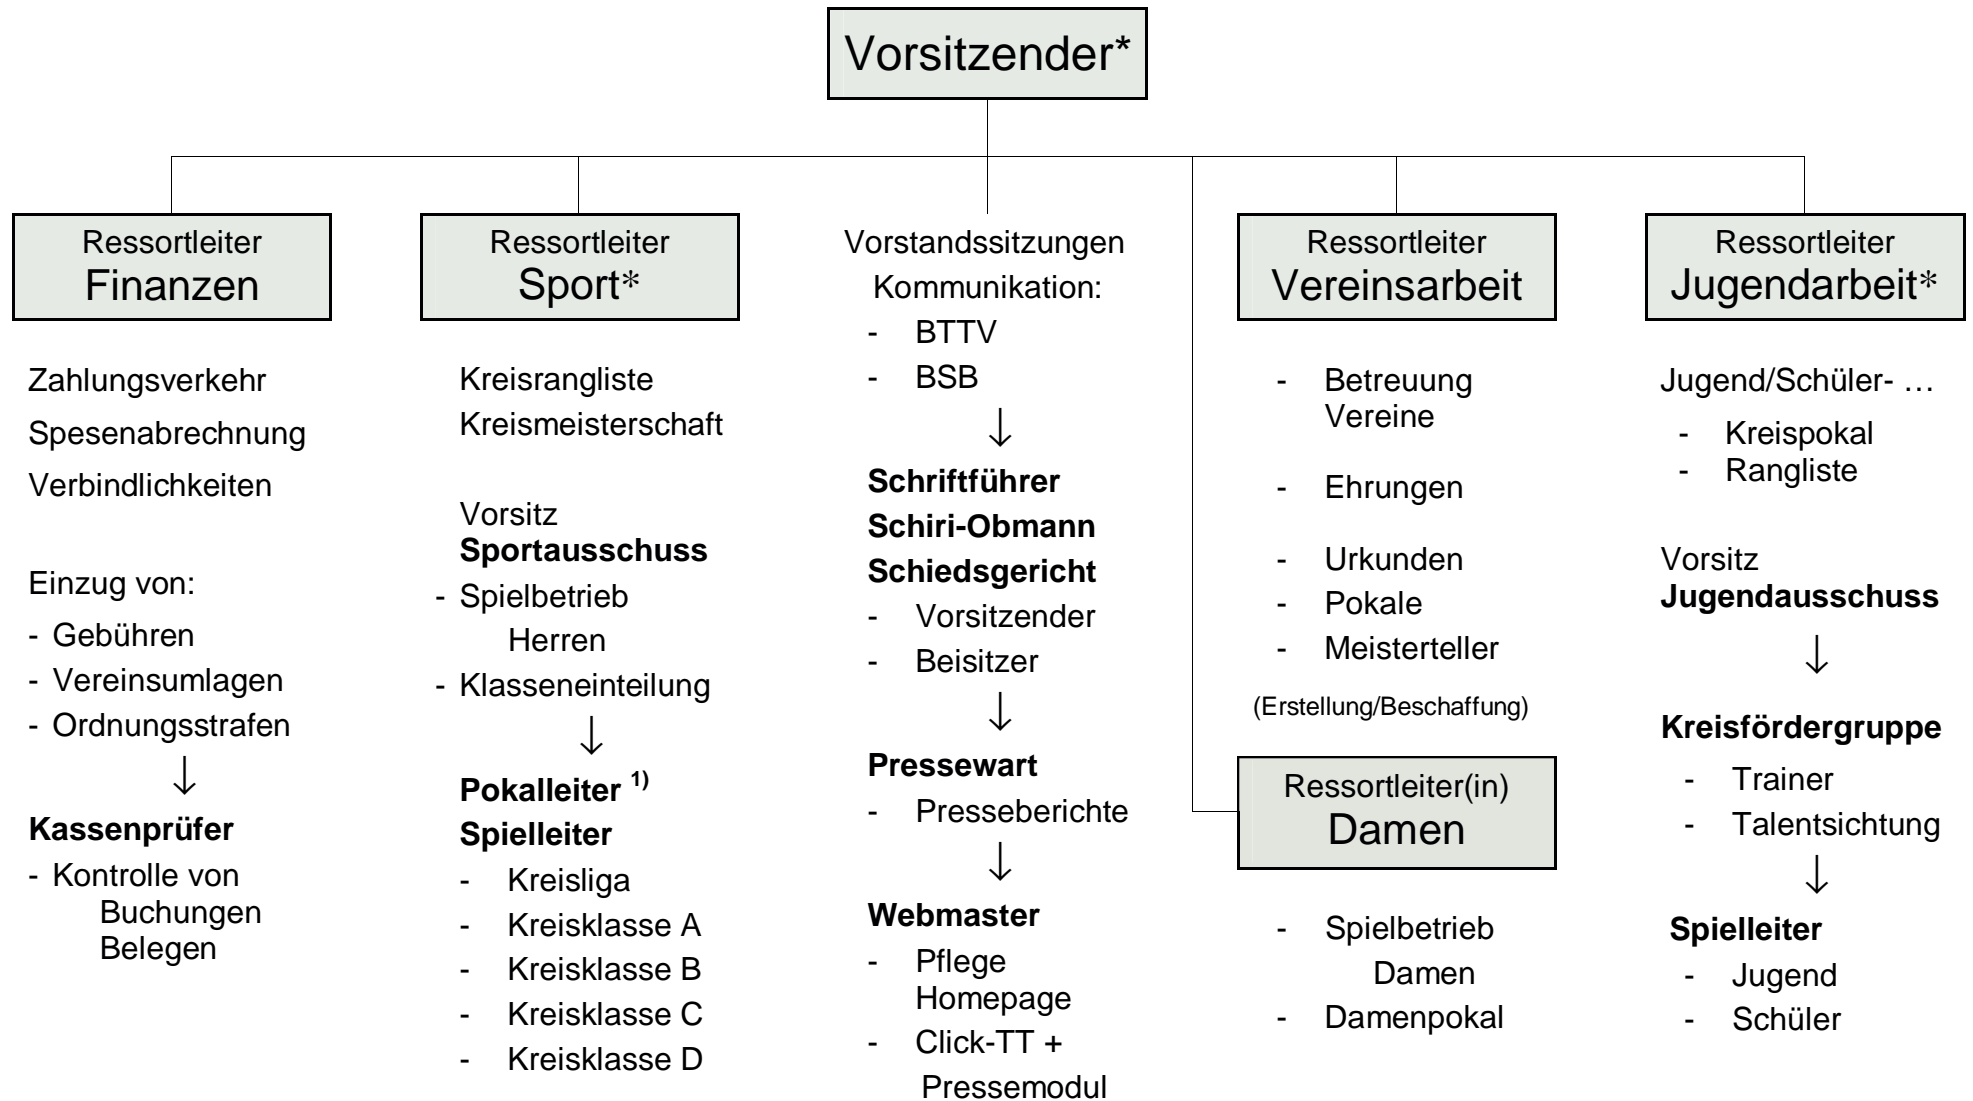 Vorsitzender*
Ressortleiter
Finanzen
Zahlungsverkehr
Spesenabrechnung
Verbindlichkeiten
Einzug von:
- Gebühren
- Vereinsumlagen
- Ordnungsstrafen
↓
Kassenprüfer
- Kontrolle von
Buchungen
Belegen
Ressortleiter
Sport*
Kreisrangliste
Kreismeisterschaft
Vorsitz
Sportausschuss
- Spielbetrieb
Herren
- Klasseneinteilung
↓
Pokalleiter 1)
Spielleiter
- Kreisliga
- Kreisklasse A
- Kreisklasse B
- Kreisklasse C
- Kreisklasse D
Vorstandssitzungen
Kommunikation:
- BTTV
- BSB
↓
Schriftführer
Schiri-Obmann
Schiedsgericht
- Vorsitzender
- Beisitzer
↓
Pressewart
- Presseberichte
↓
Webmaster
- Pflege
Homepage
- Click-TT +
Pressemodul
Ressortleiter
Vereinsarbeit
- Betreuung
Vereine
- Ehrungen
- Urkunden
- Pokale
- Meisterteller
(Erstellung/Beschaffung)
Ressortleiter(in)
Damen
- Spielbetrieb
Damen
- Damenpokal
Ressortleiter
Jugendarbeit*
Jugend/Schüler- …
- Kreispokal
- Rangliste
Vorsitz
Jugendausschuss
↓
Kreisfördergruppe
- Trainer
- Talentsichtung
↓
Spielleiter
- Jugend
- Schüler